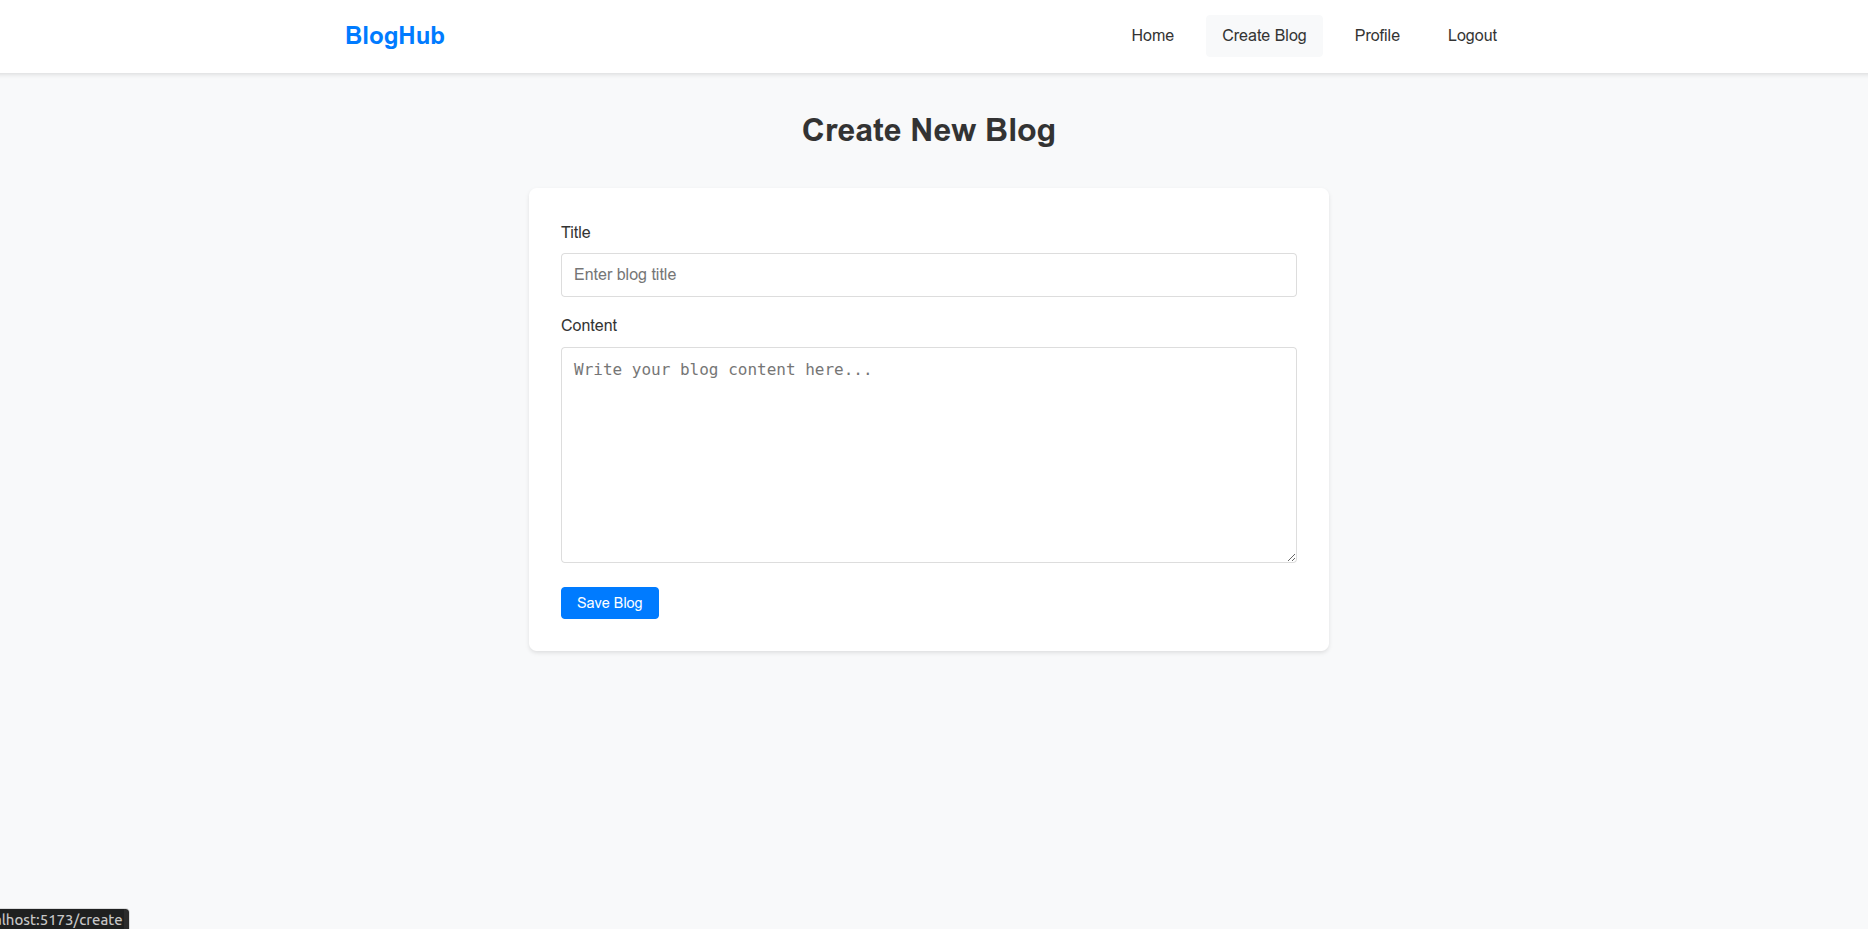 BlogHub
Home Create Blog Profile Logout
Create New Blog
Title
Enter blog title
Content
Write your blog content here...
Save Blog
lhost:5173/create